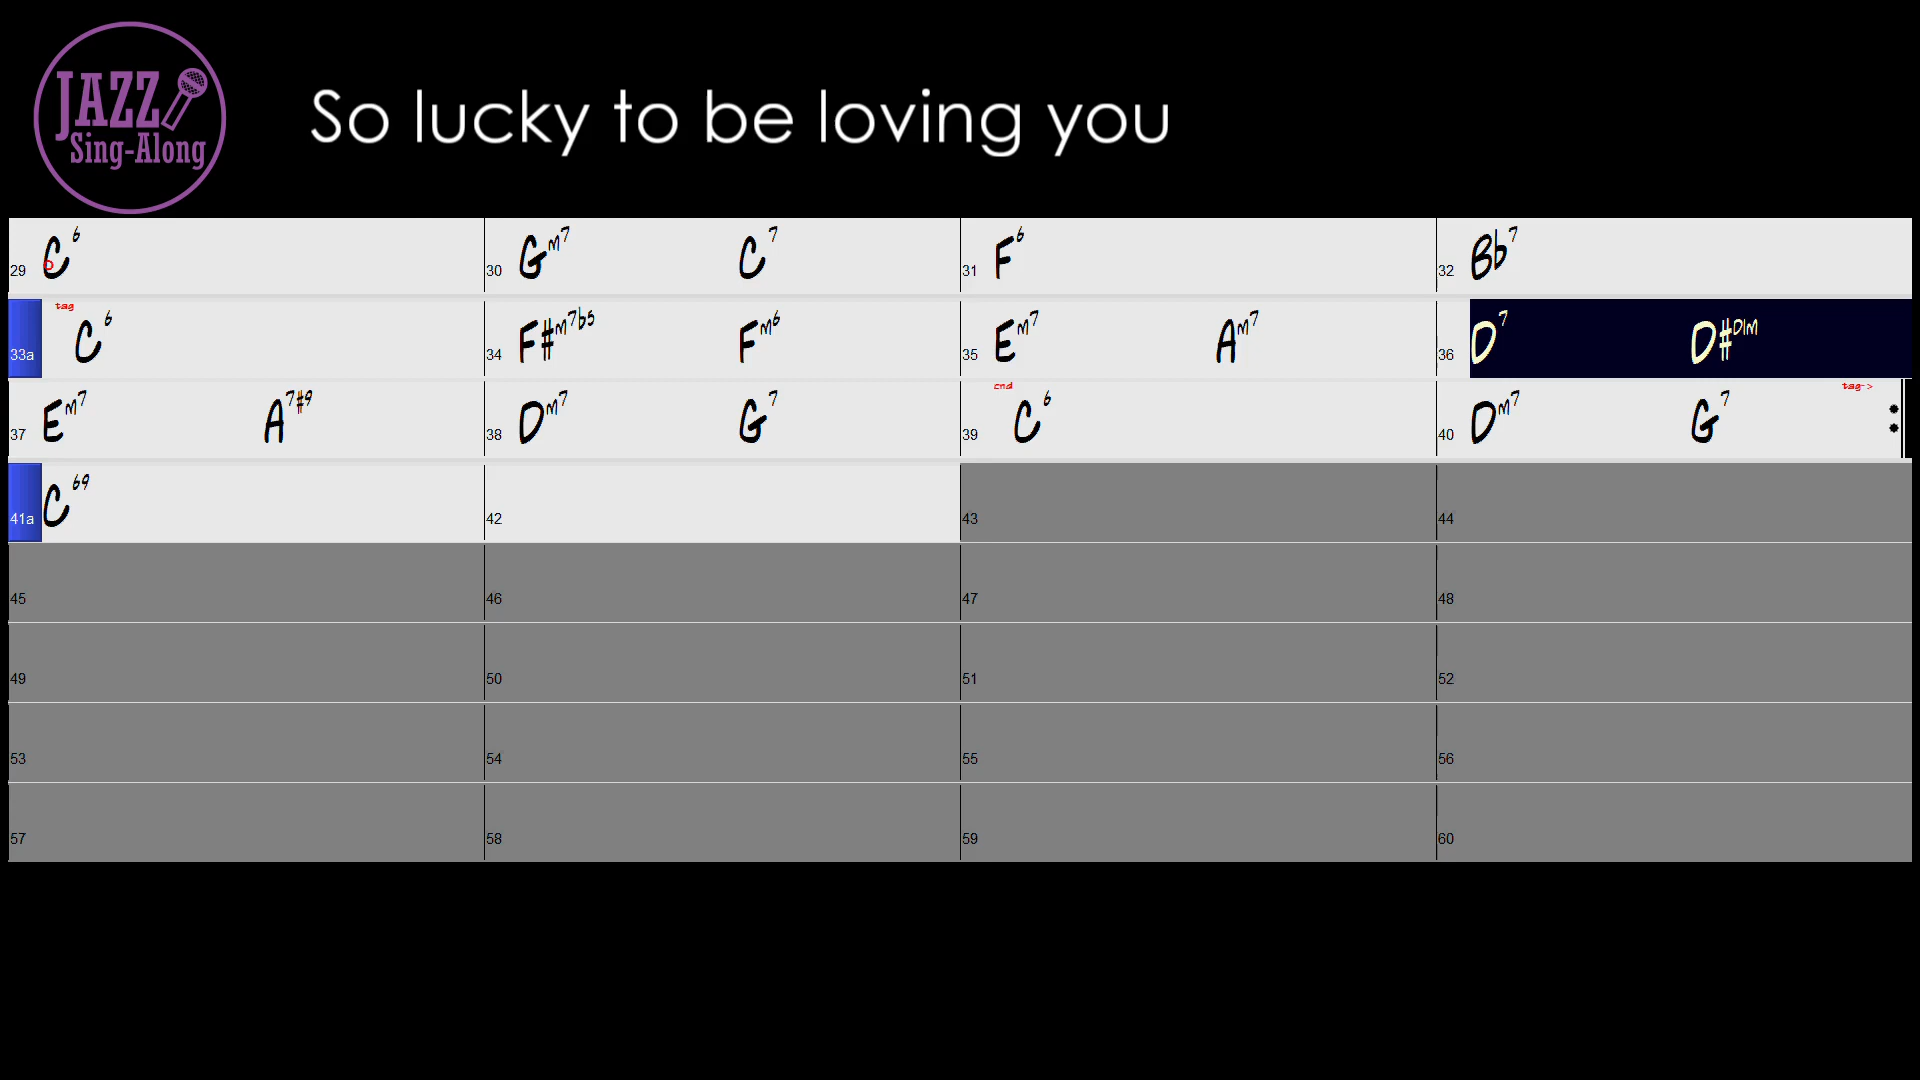 JAZZ
Sing-Along
So lucky to be loving you
29 C6 30 Gm7 C7 31 F6 32 Bb7
tag
33a C6 34 F#m7b5 Fm6 35 Em7 Am7 36 D7 D#DIM
end tag->
37 Em7 A7#9 38 Dm7 G7 39 C6 40 Dm7 G7
41a C69 42 43 44
45 46 47 48
49 50 51 52
53 54 55 56
57 58 59 60